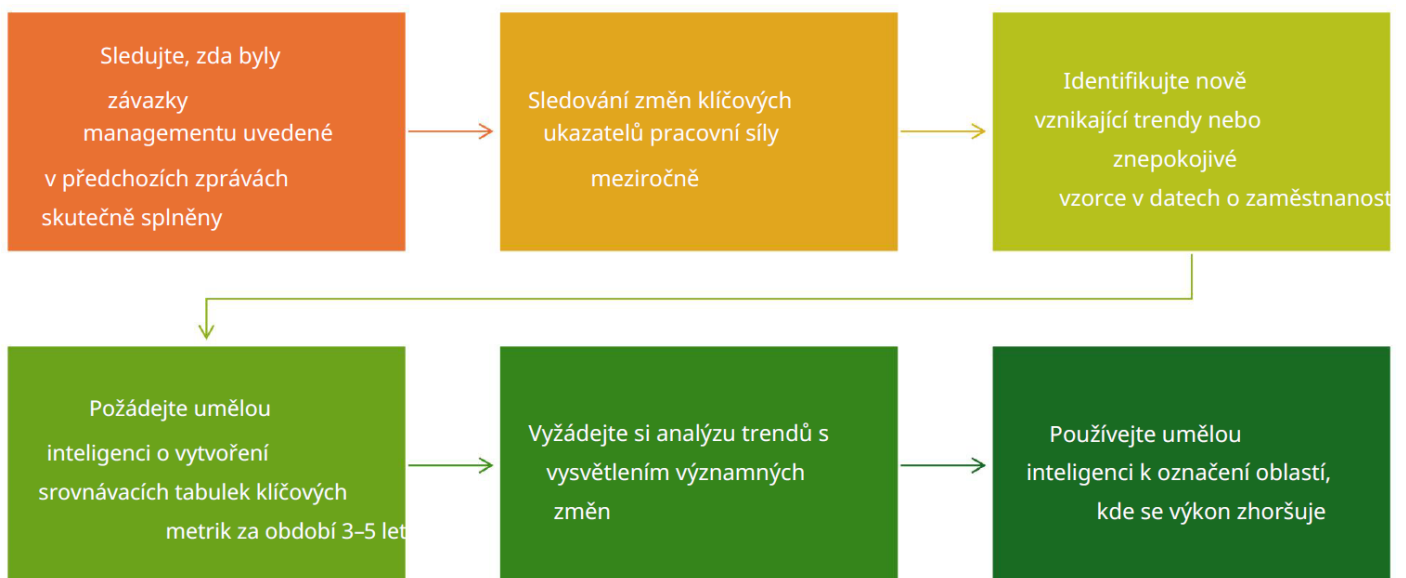 Sledujte, zda byly
závazky
managementu uvedené
v předchozích zprávách
skutečně splněny
Sledování změn klíčových
ukazatelů pracovní síly
meziročně
Identifikujte nově
vznikající trendy nebo
znepokojivé
vzorce v datech o zaměstnanost
Požádejte umělou
inteligenci o vytvoření
srovnávacích tabulek klíčových
metrik za období 3–5 let
Vyžádejte si analýzu trendů s
vysvětlením významných
změn
Používejte umělou
inteligenci k označení oblastí,
kde se výkon zhoršuje